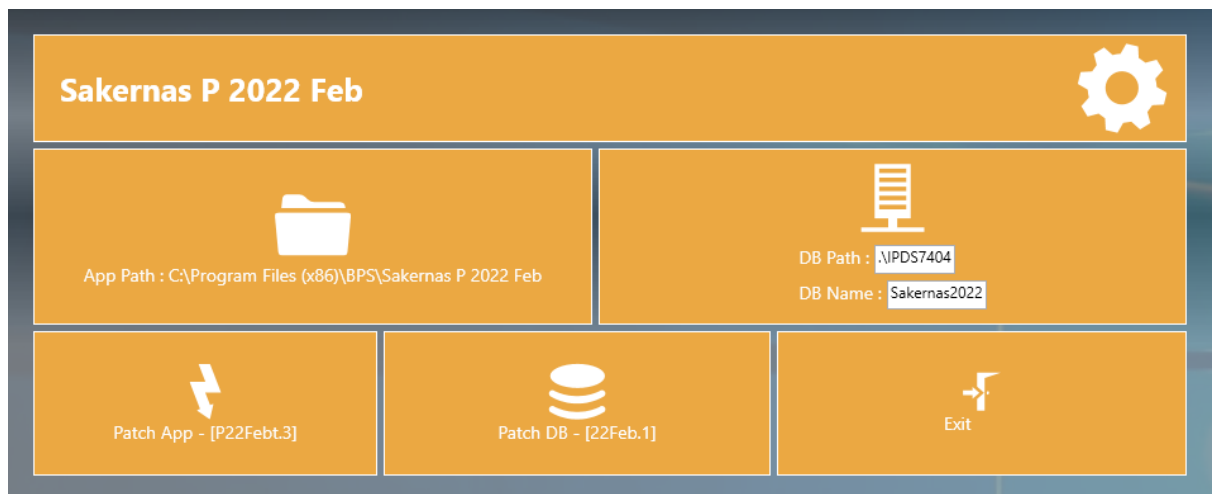 Sakernas P 2022 Feb
App Path : C:\Program Files (x86)\BPS\Sakernas P 2022 Feb
DB Path : .\IPDS7404
DB Name : Sakernas2022
Patch App - [P22Febt.3]
Patch DB - [22Feb.1]
Exit